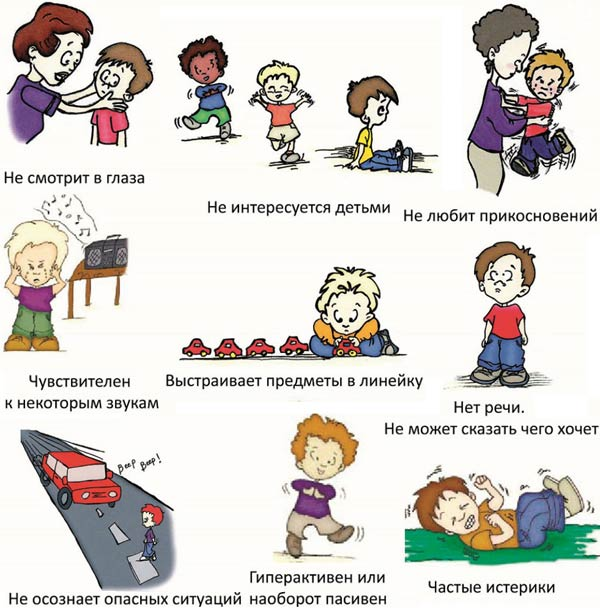 Не смотрит в глаза
Не интересуется детьми
Не любит прикосновений
Чувствителен
к некоторым звукам
Выстраивает предметы в линейку
Нет речи.
Не может сказать чего хочет
Beep Beep!
Не осознает опасных ситуаций
Гиперактивен или
наоборот пасивен
Частые истерики